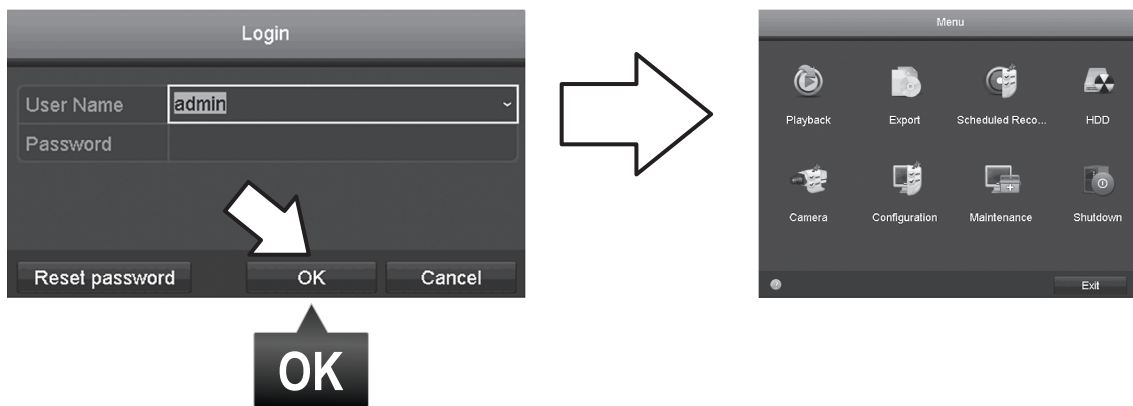 Login
User Name admin
Password
Reset password OK Cancel
OK
Menu
Playback Export Scheduled Reco... HDD
Camera Configuration Maintenance Shutdown
Exit